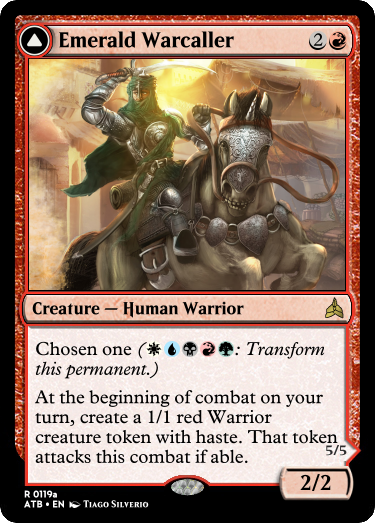 Emerald Warcaller 2
Creature — Human Warrior
Chosen one (: Transform
this permanent.)
At the beginning of combat on your
turn, create a 1/1 red Warrior
creature token with haste. That token
attacks this combat if able.
5/5
2/2
R 0119a
ATB • EN Tiago Silverio